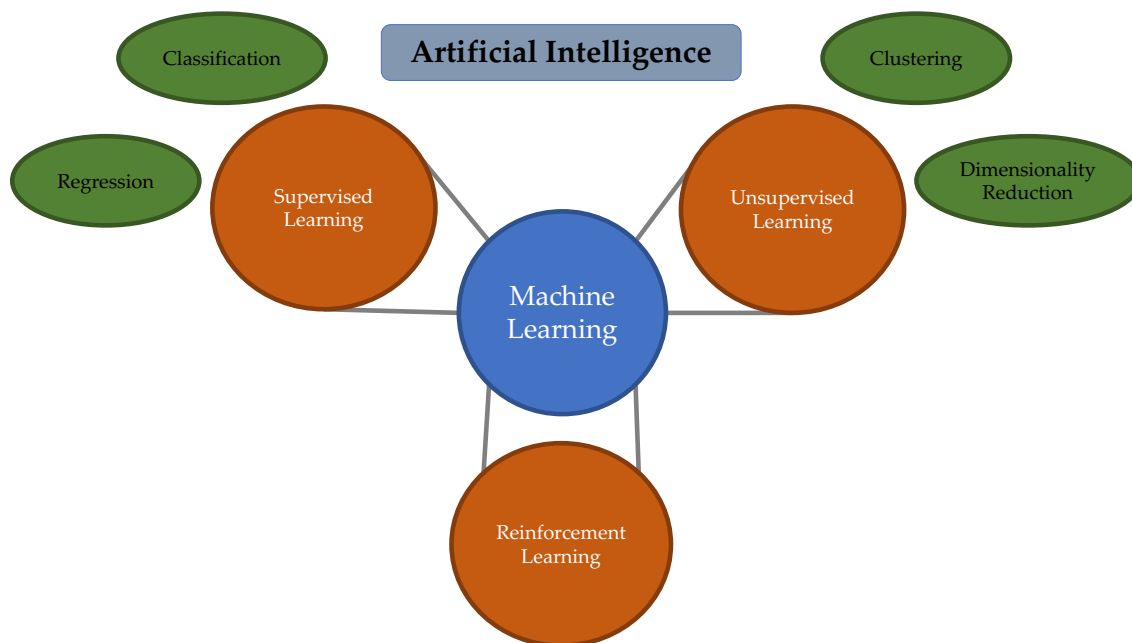 Artificial Intelligence
Classification
Clustering
Regression
Supervised
Learning
Unsupervised
Learning
Dimensionality
Reduction
Machine
Learning
Reinforcement
Learning